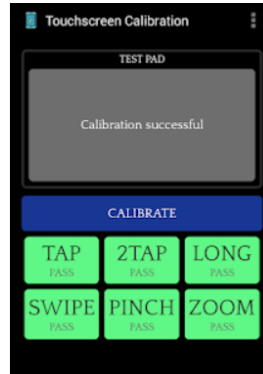 Touchscreen Calibration
TEST PAD
Calibration successful
CALIBRATE
TAP 2TAP LONG
PASS PASS PASS
SWIPE PINCH ZOOM
PASS PASS PASS